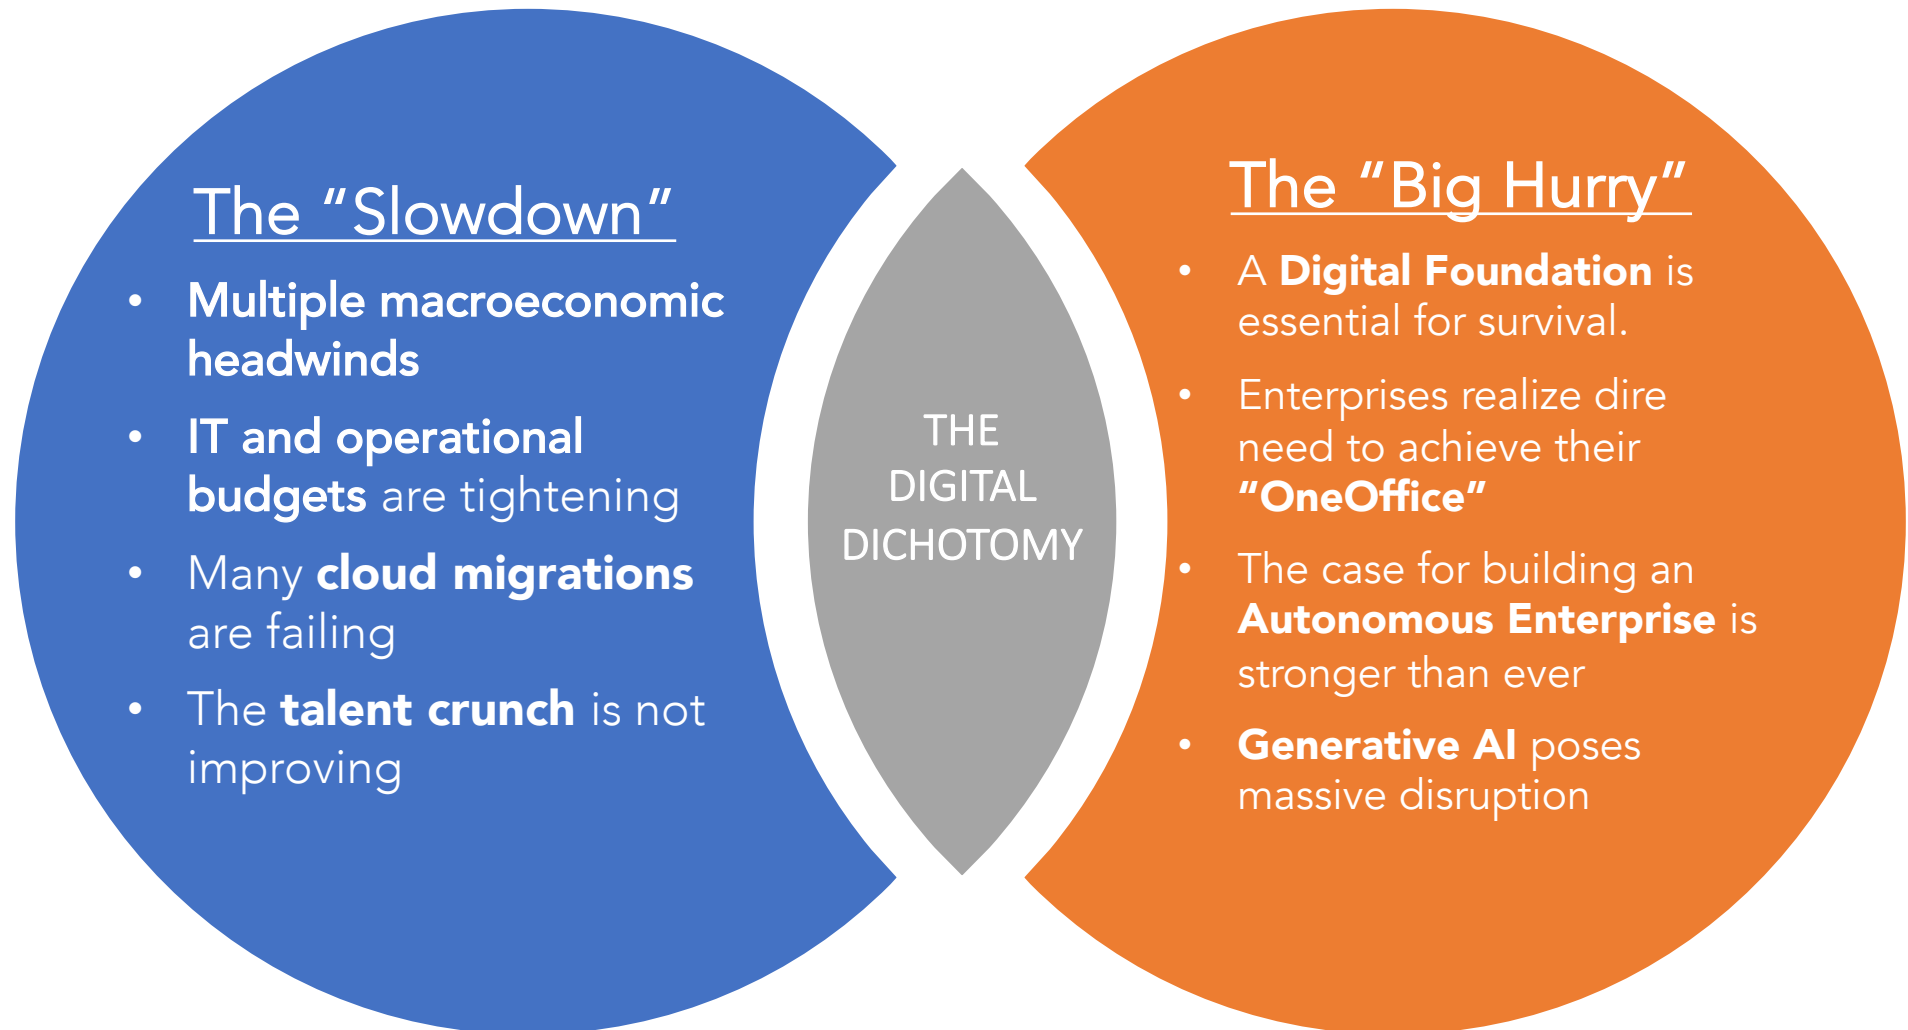 The “Slowdown”
• Multiple macroeconomic
headwinds
• IT and operational
budgets are tightening
• Many cloud migrations
are failing
• The talent crunch is not
improving
THE
DIGITAL
DICHOTOMY
The “Big Hurry”
• A Digital Foundation is
essential for survival.
• Enterprises realize dire
need to achieve their
“OneOffice”
• The case for building an
Autonomous Enterprise is
stronger than ever
• Generative AI poses
massive disruption